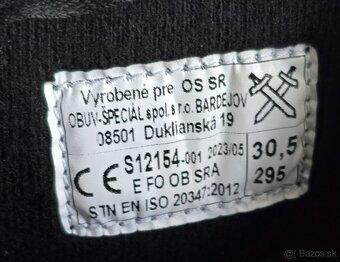 Vyrobené pre OS SR
OBUV-ŠPECIÁL spol. s r.o. BARDEJOV
08501 Duklianská 19
CE S12154-001 2023/05 30,5
E FO OB SRA 295
STN EN ISO 20347:2012
© | Bazos.sk